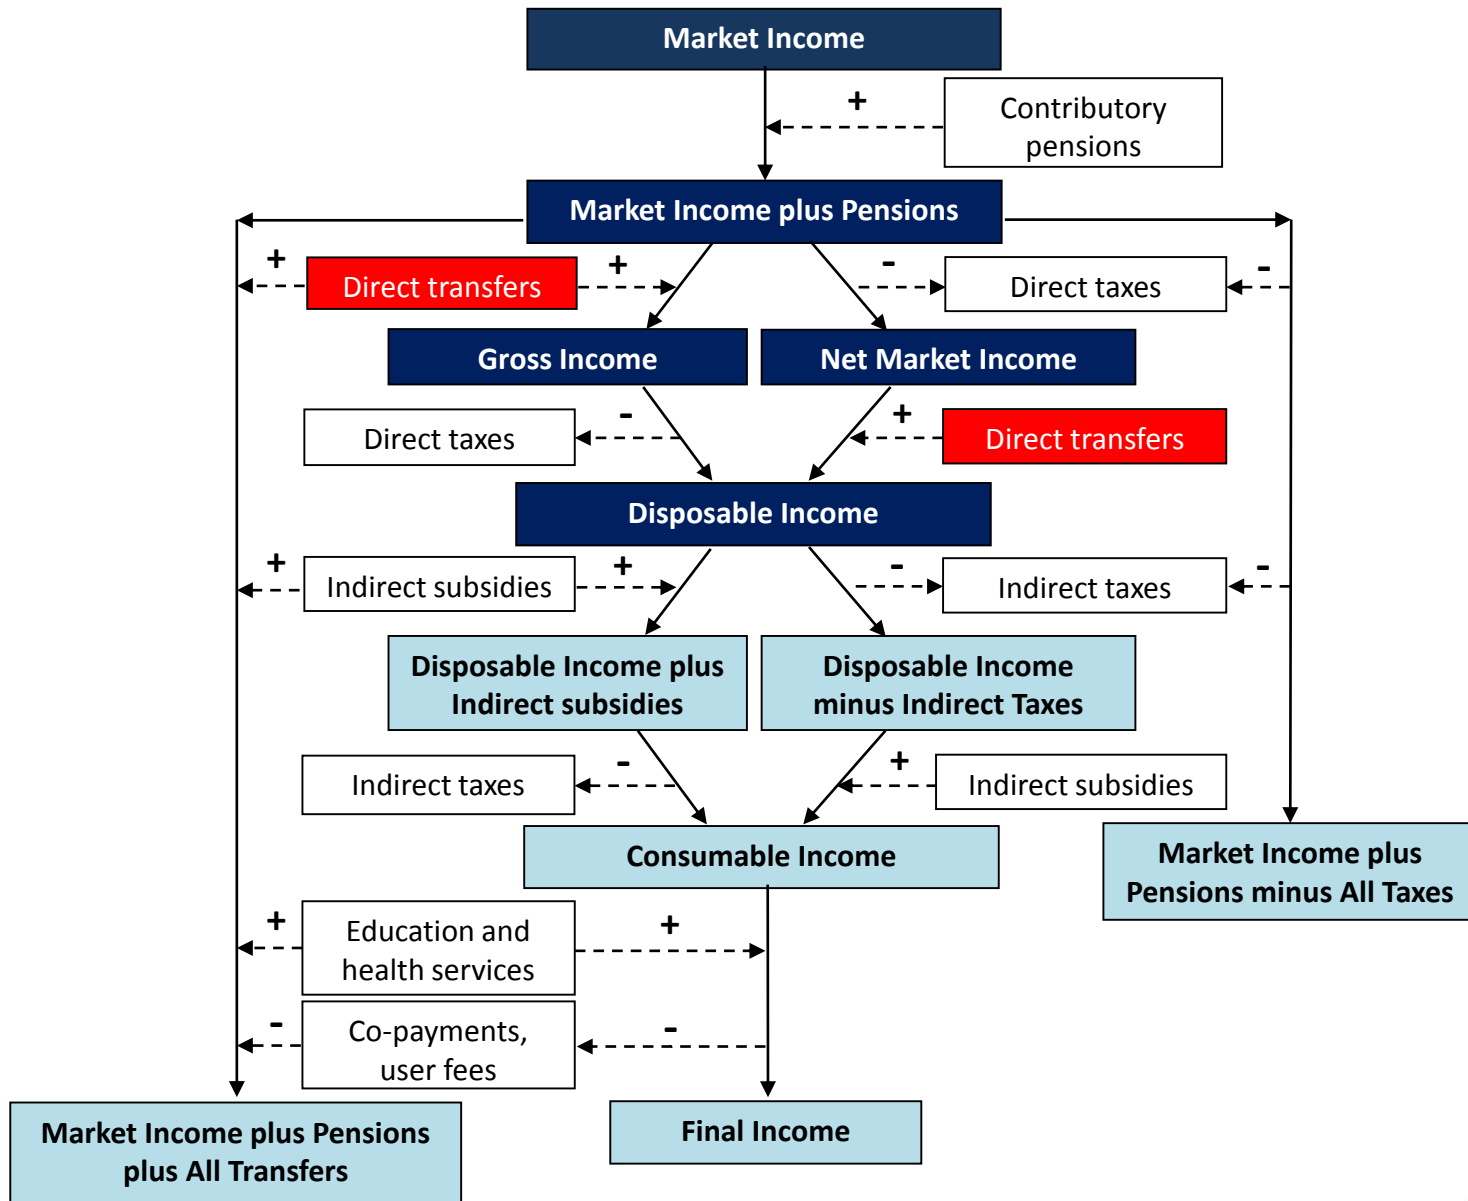 Market Income
+
Contributory
pensions
Market Income plus Pensions
+
Direct transfers
+
-
Direct taxes
-
Gross Income
Net Market Income
Direct taxes
-
+
Direct transfers
Disposable Income
+
Indirect subsidies
+
-
Indirect taxes
-
Disposable Income plus
Indirect subsidies
Disposable Income
minus Indirect Taxes
Indirect taxes
-
+
Indirect subsidies
Consumable Income
Market Income plus
Pensions minus All Taxes
+
Education and
health services
+
-
Co-payments,
user fees
-
Market Income plus Pensions
plus All Transfers
Final Income